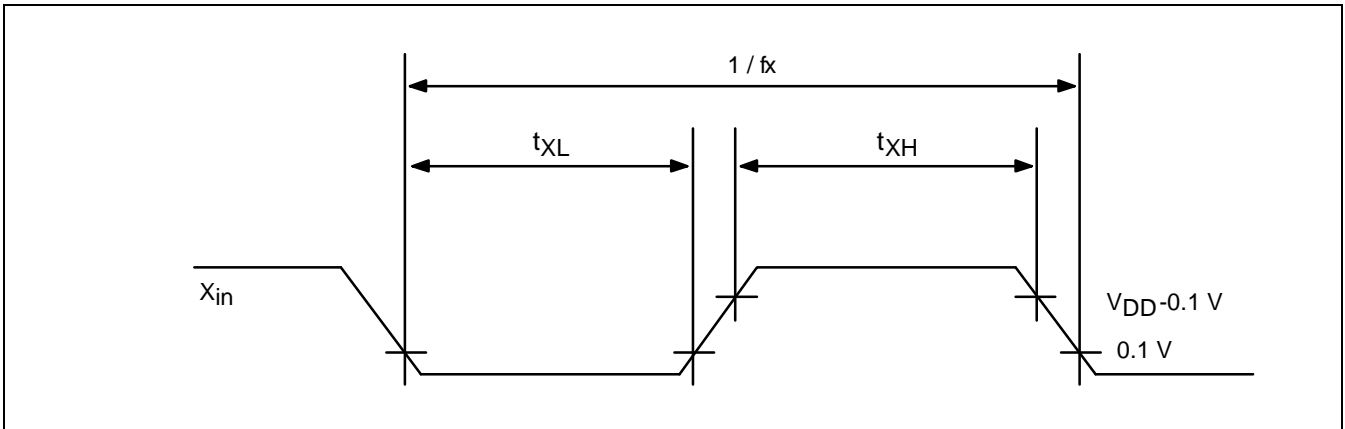 1 / fx
tXL
tXH
Xin
VDD-0.1 V
0.1 V